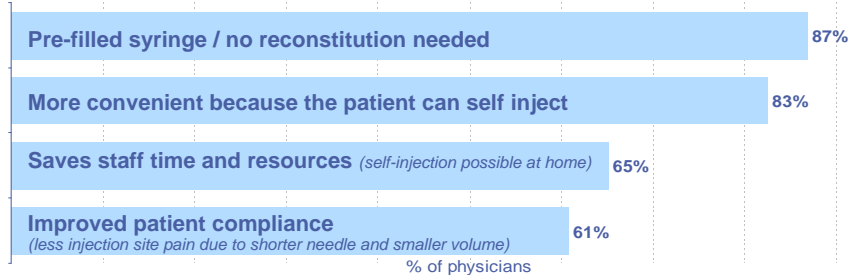 Pre-filled syringe / no reconstitution needed 87%
More convenient because the patient can self inject 83%
Saves staff time and resources (self-injection possible at home) 65%
Improved patient compliance
(less injection site pain due to shorter needle and smaller volume) 61%
% of physicians